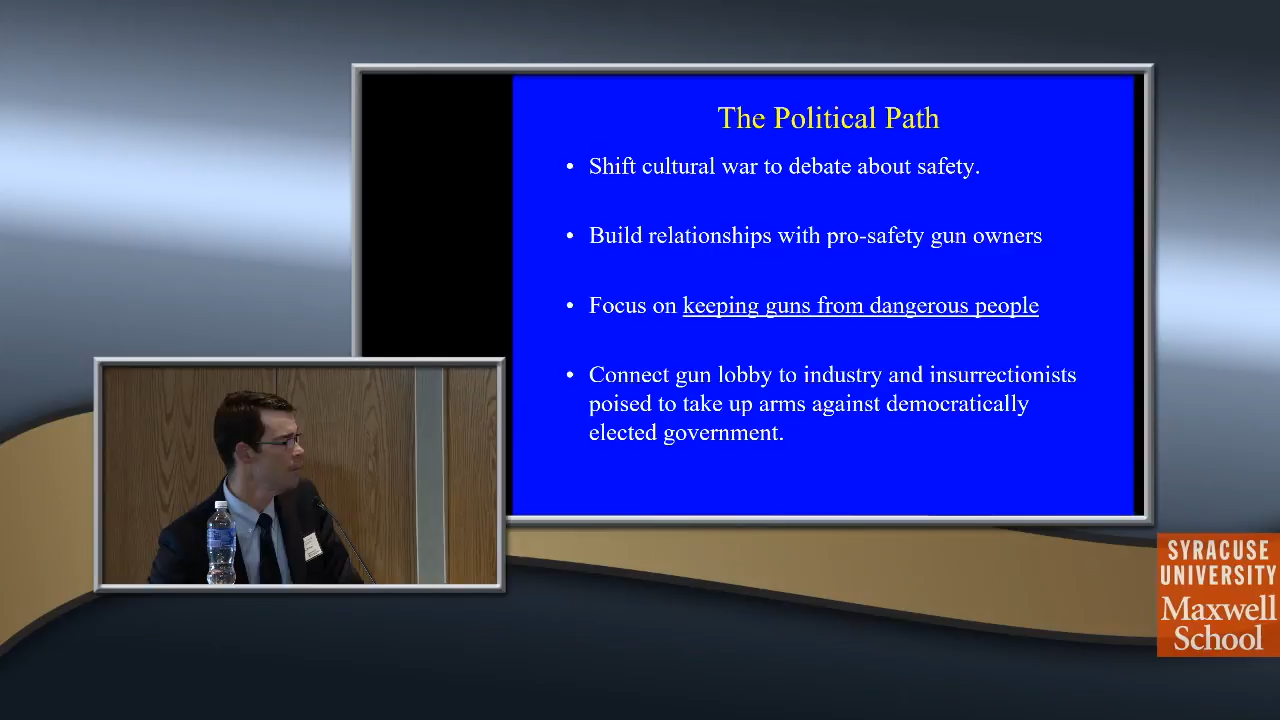 The Political Path
• Shift cultural war to debate about safety.
• Build relationships with pro-safety gun owners
• Focus on keeping guns from dangerous people
• Connect gun lobby to industry and insurrectionists
poised to take up arms against democratically
elected government.
SYRACUSE
UNIVERSITY
Maxwell
School